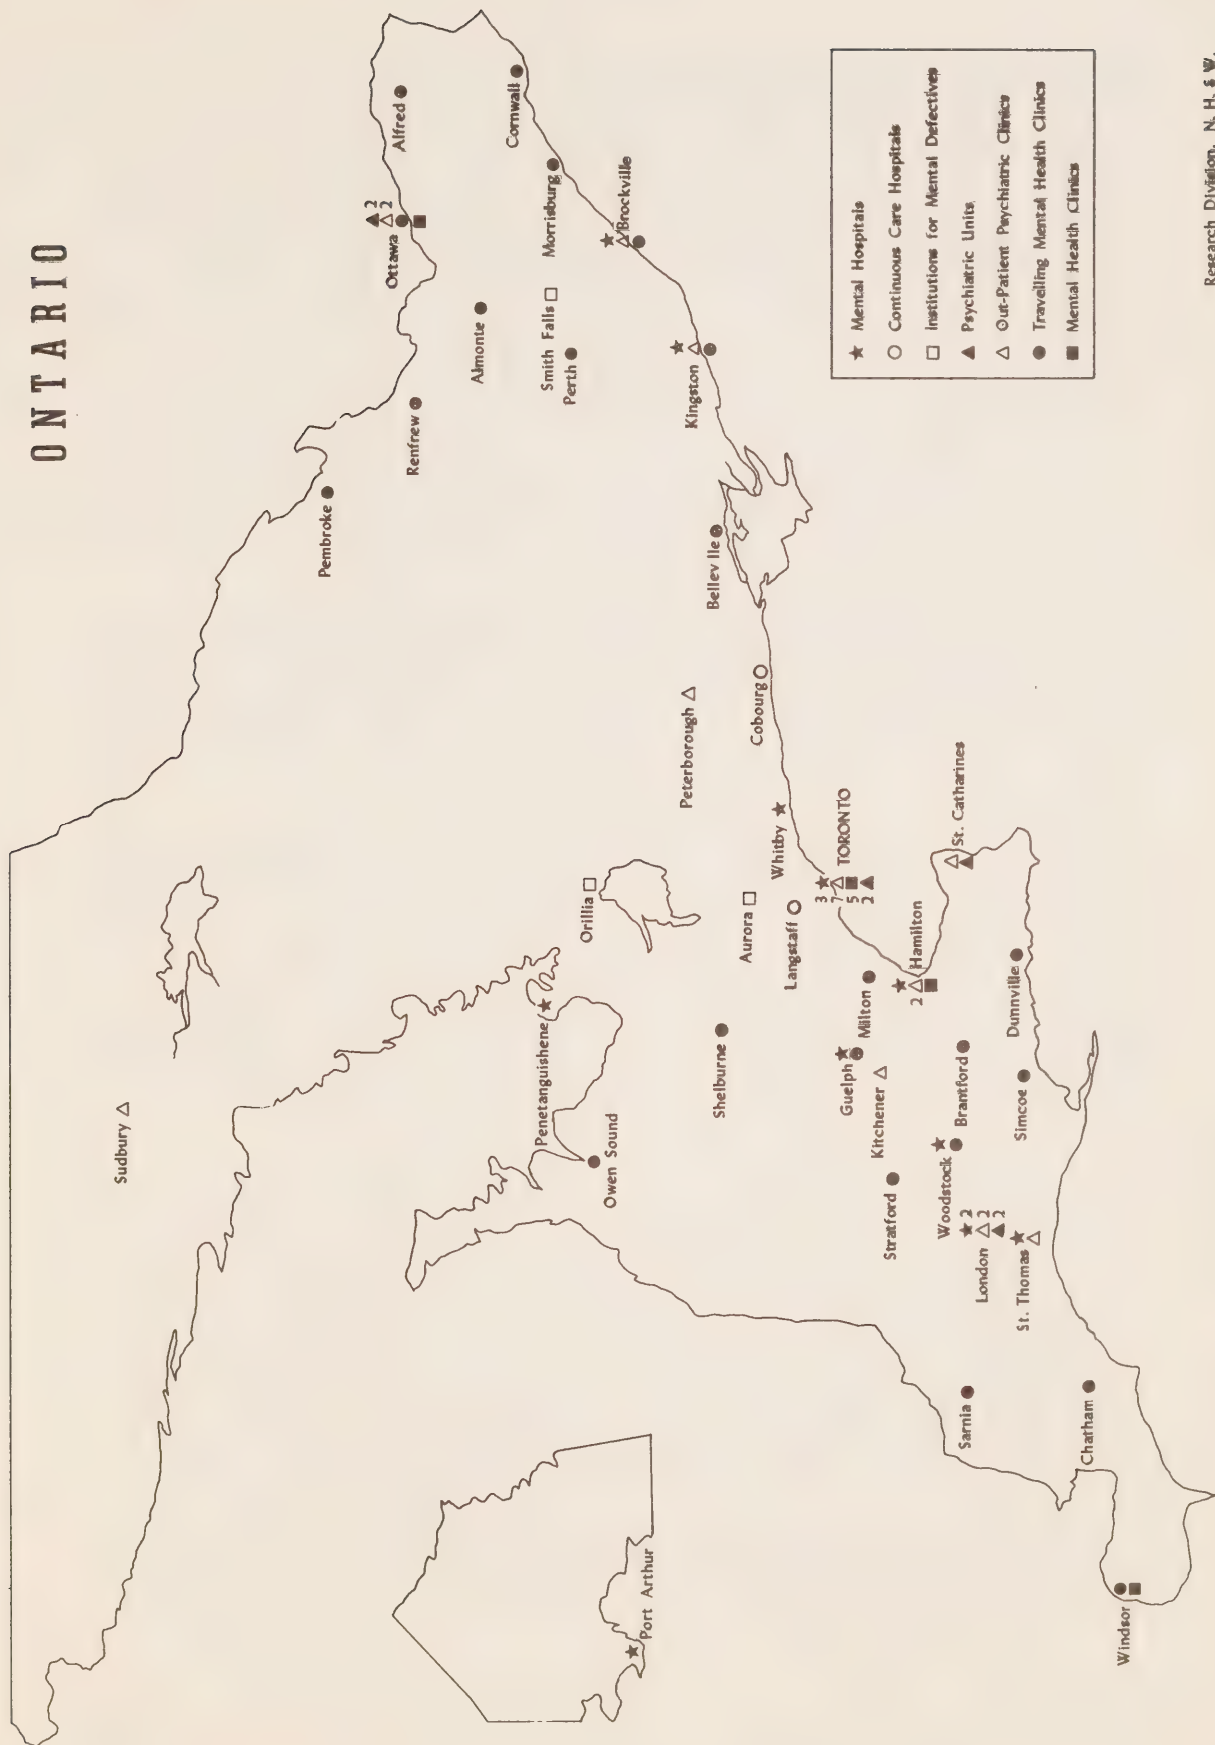 ONTARIO
Sudbury
Pembroke
Renfrew
Ottawa
2
2
Alfred
Almonte
Cornwall
Smith Falls
Perth
Morrisburg
Brockville
Kingston
Bellev lle
Peterborough
Cobourg
Orillia
Penetanguishene
Owen Sound
Aurora
Whitby
Langstaff
Shelburne
3
7
5
2
TORONTO
Guelph
Milton
Kitchener
Hamilton
2
St. Catharines
Stratford
Woodstock
Brantford
Dunnville
Simcoe
London
2
2
2
St. Thomas
Sarnia
Chatham
Windsor
Port Arthur
Mental Hospitals
Continuous Care Hospitals
Institutions for Mental Defectives
Psychiatric Units
Out-Patient Psychiatric Clinics
Travelling Mental Health Clinics
Mental Health Clinics
Research Division, N. H. & W.